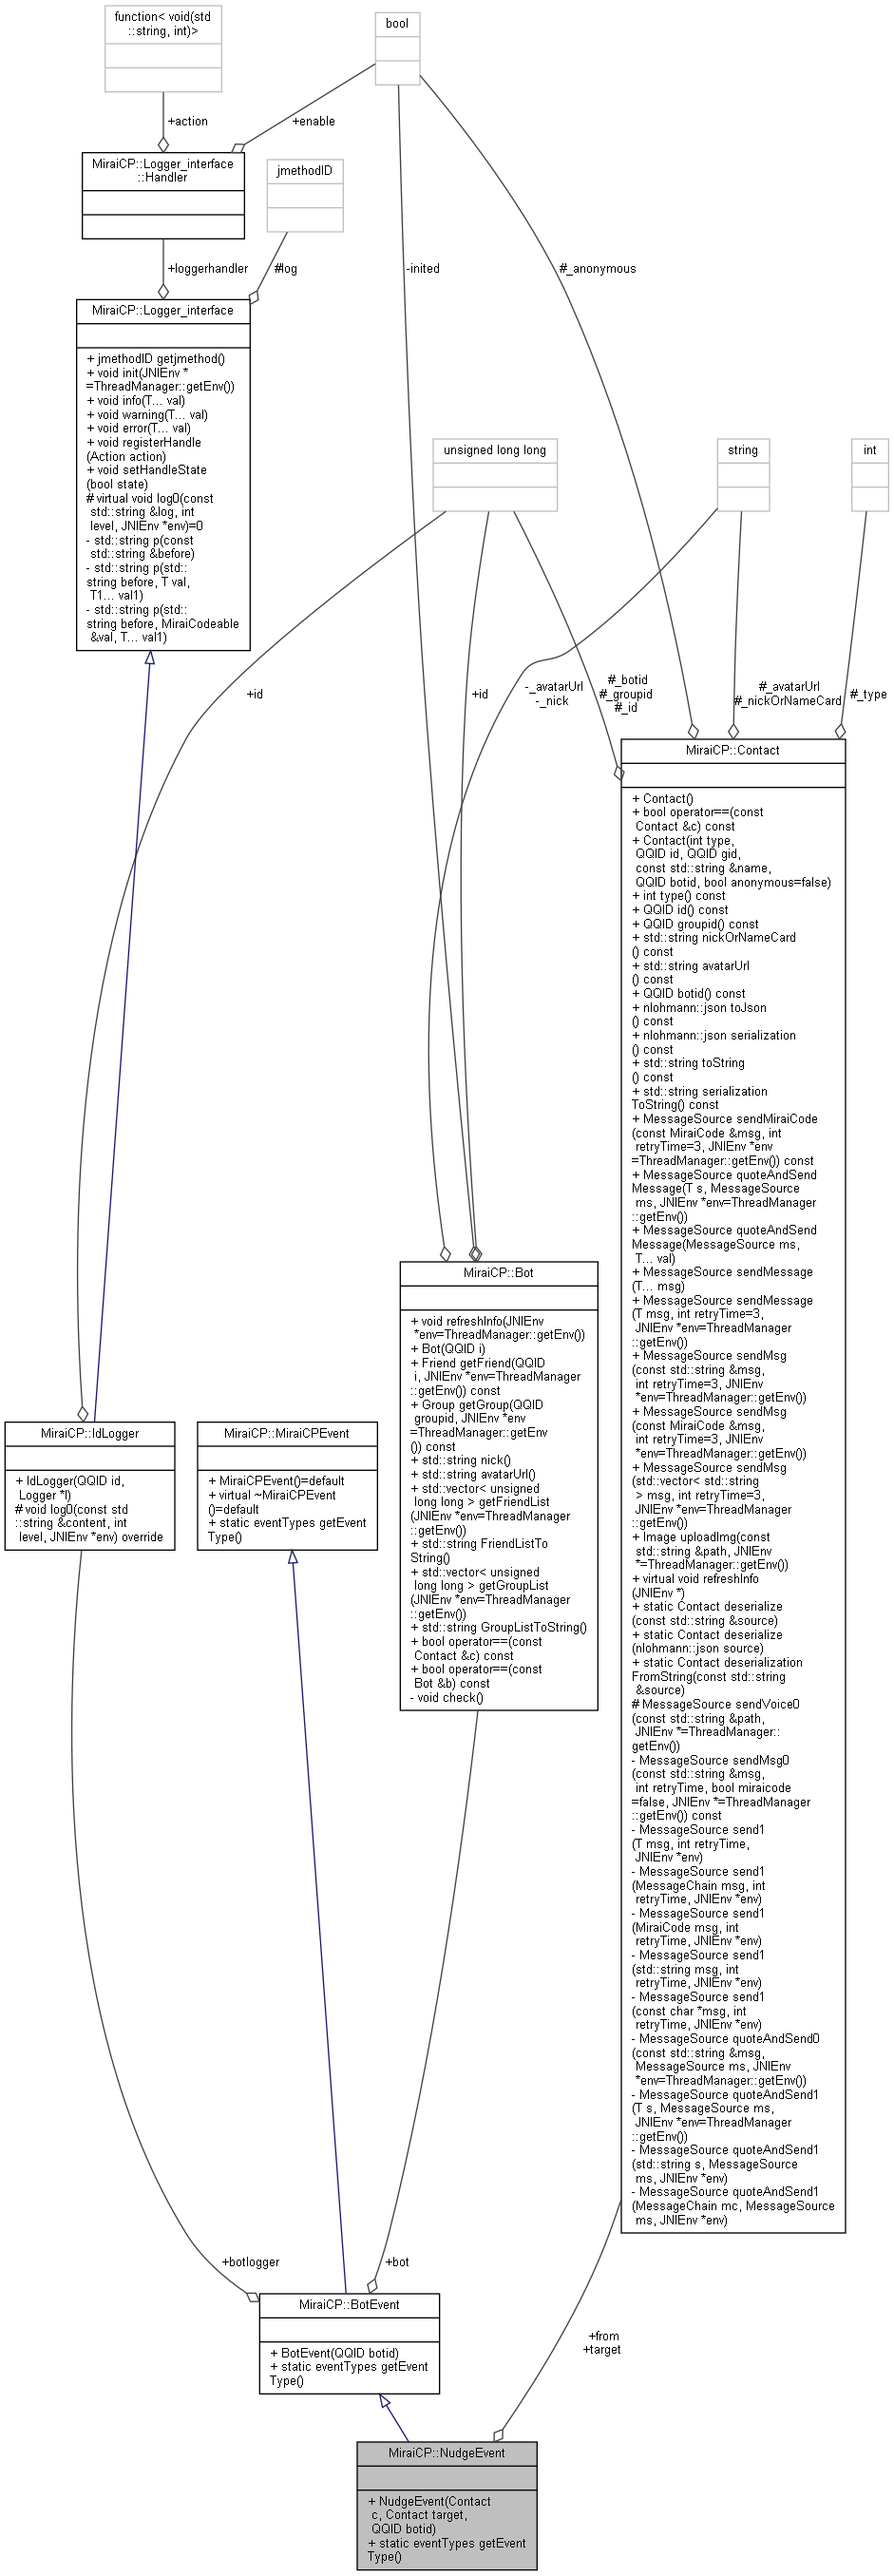 function< void(std
::string, int)>
bool
+action
+enable
MiraiCP::Logger_interface
::Handler
jmethodID
+loggerhandler
#log
-inited
#_anonymous
MiraiCP::Logger_interface
+ jmethodID getjmethod()
+ void init(JNIEnv *
=ThreadManager::getEnv())
+ void info(T... val)
+ void warning(T... val)
+ void error(T... val)
+ void registerHandle
(Action action)
+ void setHandleState
(bool state)
# virtual void log0(const
std::string &log, int
level, JNIEnv *env)=0
- std::string p(const
std::string &before)
- std::string p(std::
string before, T val,
T1... val1)
- std::string p(std::
string before, MiraiCodeable
&val, T... val1)
unsigned long long
string
int
+id
-_avatarUrl
-_nick
+id
#_botid
#_groupid
#_id
#_avatarUrl
#_nickOrNameCard
#_type
MiraiCP::Contact
+ Contact()
+ bool operator==(const
Contact &c) const
+ Contact(int type,
QQID id, QQID gid,
const std::string &name,
QQID botid, bool anonymous=false)
+ int type() const
+ QQID id() const
+ QQID groupid() const
+ std::string nickOrNameCard
() const
+ std::string avatarUrl
() const
+ QQID botid() const
+ nlohmann::json toJson
() const
+ nlohmann::json serialization
() const
+ std::string toString
() const
+ std::string serialization
ToString() const
+ MessageSource sendMiraiCode
(const MiraiCode &msg, int
retryTime=3, JNIEnv *env
=ThreadManager::getEnv()) const
+ MessageSource quoteAndSend
Message(T s, MessageSource
ms, JNIEnv *env=ThreadManager
::getEnv())
+ MessageSource quoteAndSend
Message(MessageSource ms,
T... val)
+ MessageSource sendMessage
(T... msg)
+ MessageSource sendMessage
(T msg, int retryTime=3,
JNIEnv *env=ThreadManager
::getEnv())
+ MessageSource sendMsg
(const std::string &msg,
int retryTime=3, JNIEnv
*env=ThreadManager::getEnv())
+ MessageSource sendMsg
(const MiraiCode &msg,
int retryTime=3, JNIEnv
*env=ThreadManager::getEnv())
+ MessageSource sendMsg
(std::vector< std::string
> msg, int retryTime=3,
JNIEnv *env=ThreadManager
::getEnv())
+ Image uploadImg(const
std::string &path, JNIEnv
*=ThreadManager::getEnv())
+ virtual void refreshInfo
(JNIEnv *)
+ static Contact deserialize
(const std::string &source)
+ static Contact deserialize
(nlohmann::json source)
+ static Contact deserialization
FromString(const std::string
&source)
# MessageSource sendVoice0
(const std::string &path,
JNIEnv *=ThreadManager::
getEnv())
- MessageSource sendMsg0
(const std::string &msg,
int retryTime, bool miraicode
=false, JNIEnv *=ThreadManager
::getEnv()) const
- MessageSource send1
(T msg, int retryTime,
JNIEnv *env)
- MessageSource send1
(MessageChain msg, int
retryTime, JNIEnv *env)
- MessageSource send1
(MiraiCode msg, int
retryTime, JNIEnv *env)
- MessageSource send1
(std::string msg, int
retryTime, JNIEnv *env)
- MessageSource send1
(const char *msg, int
retryTime, JNIEnv *env)
- MessageSource quoteAndSend0
(const std::string &msg,
MessageSource ms, JNIEnv
*env=ThreadManager::getEnv())
- MessageSource quoteAndSend1
(T s, MessageSource ms,
JNIEnv *env=ThreadManager
::getEnv())
- MessageSource quoteAndSend1
(std::string s, MessageSource
ms, JNIEnv *env)
- MessageSource quoteAndSend1
(MessageChain mc, MessageSource
ms, JNIEnv *env)
MiraiCP::Bot
+ void refreshInfo(JNIEnv
*env=ThreadManager::getEnv())
+ Bot(QQID i)
+ Friend getFriend(QQID
i, JNIEnv *env=ThreadManager
::getEnv()) const
+ Group getGroup(QQID
groupid, JNIEnv *env
=ThreadManager::getEnv
()) const
+ std::string nick()
+ std::string avatarUrl()
+ std::vector< unsigned
long long > getFriendList
(JNIEnv *env=ThreadManager
::getEnv())
+ std::string FriendListTo
String()
+ std::vector< unsigned
long long > getGroupList
(JNIEnv *env=ThreadManager
::getEnv())
+ std::string GroupListToString()
+ bool operator==(const
Contact &c) const
+ bool operator==(const
Bot &b) const
- void check()
MiraiCP::IdLogger
+ IdLogger(QQID id,
Logger *l)
# void log0(const std
::string &content, int
level, JNIEnv *env) override
MiraiCP::MiraiCPEvent
+ MiraiCPEvent()=default
+ virtual ~MiraiCPEvent
()=default
+ static eventTypes getEvent
Type()
+botlogger
+bot
MiraiCP::BotEvent
+ BotEvent(QQID botid)
+ static eventTypes getEvent
Type()
+from
+target
MiraiCP::NudgeEvent
+ NudgeEvent(Contact
c, Contact target,
QQID botid)
+ static eventTypes getEvent
Type()